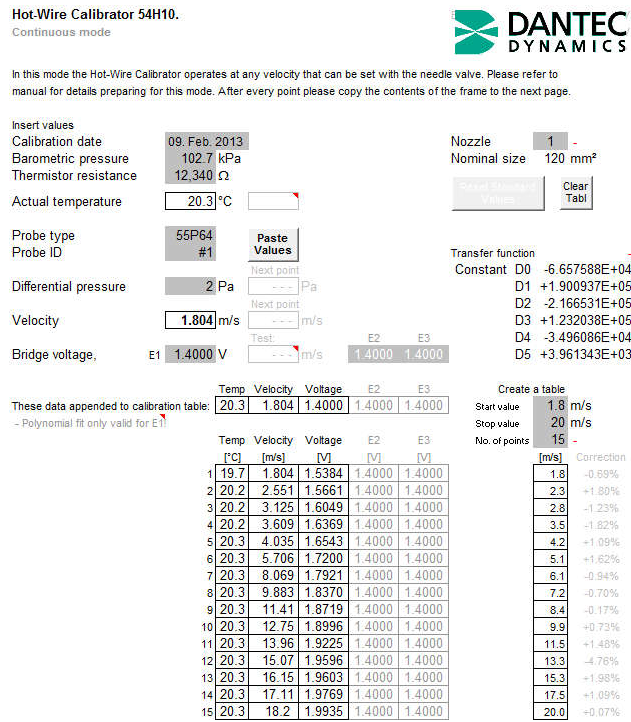 Hot-Wire Calibrator 54H10.
Continuous mode
DANTEC
DYNAMICS
In this mode the Hot-Wire Calibrator operates at any velocity that can be set with the needle valve. Please refer to
manual for details preparing for this mode. After every point please copy the contents of the frame to the next page.
Insert values
Calibration date 09. Feb. 2013 Nozzle 1 -
Barometric pressure 102.7 kPa Nominal size 120 mm²
Thermistor resistance 12,340 Ω
Reset Standard Values
Clear Tabl
Actual temperature 20.3 °C
Probe type 55P64
Probe ID #1
Paste Values
Transfer function
Next point Constant D0 -6.657588E+04
Differential pressure 2 Pa - - - Pa D1 +1.900937E+05
Next point D2 -2.166531E+05
Velocity 1.804 m/s - - - m/s D3 +1.232038E+05
Test: E2 E3 D4 -3.496086E+04
Bridge voltage, E1 1.4000 V - - - m/s 1.4000 1.4000 D5 +3.961343E+03
Temp Velocity Voltage E2 E3 Create a table
These data appended to calibration table: 20.3 1.804 1.4000 1.4000 1.4000 Start value 1.8 m/s
- Polynomial fit only valid for E1! Stop value 20 m/s
Temp Velocity Voltage E2 E3 No. of points 15 -
[°C] [m/s] [V] [V] [V] [m/s] Correction
1 19.7 1.804 1.5384 1.4000 1.4000 1.8 -0.69%
2 20.2 2.551 1.5661 1.4000 1.4000 2.3 +1.80%
3 20.2 3.125 1.6049 1.4000 1.4000 2.8 -1.23%
4 20.2 3.609 1.6369 1.4000 1.4000 3.5 -1.82%
5 20.3 4.035 1.6543 1.4000 1.4000 4.2 +1.09%
6 20.3 5.706 1.7200 1.4000 1.4000 5.1 +1.62%
7 20.3 8.069 1.7921 1.4000 1.4000 6.1 -0.94%
8 20.3 9.883 1.8370 1.4000 1.4000 7.2 -0.70%
9 20.3 11.41 1.8719 1.4000 1.4000 8.4 -0.17%
10 20.3 12.75 1.8996 1.4000 1.4000 9.9 +0.73%
11 20.3 13.96 1.9225 1.4000 1.4000 11.5 +1.48%
12 20.3 15.07 1.9596 1.4000 1.4000 13.3 -4.76%
13 20.3 16.15 1.9603 1.4000 1.4000 15.3 +1.98%
14 20.3 17.11 1.9769 1.4000 1.4000 17.5 +1.09%
15 20.3 18.2 1.9935 1.4000 1.4000 20.0 +0.07%